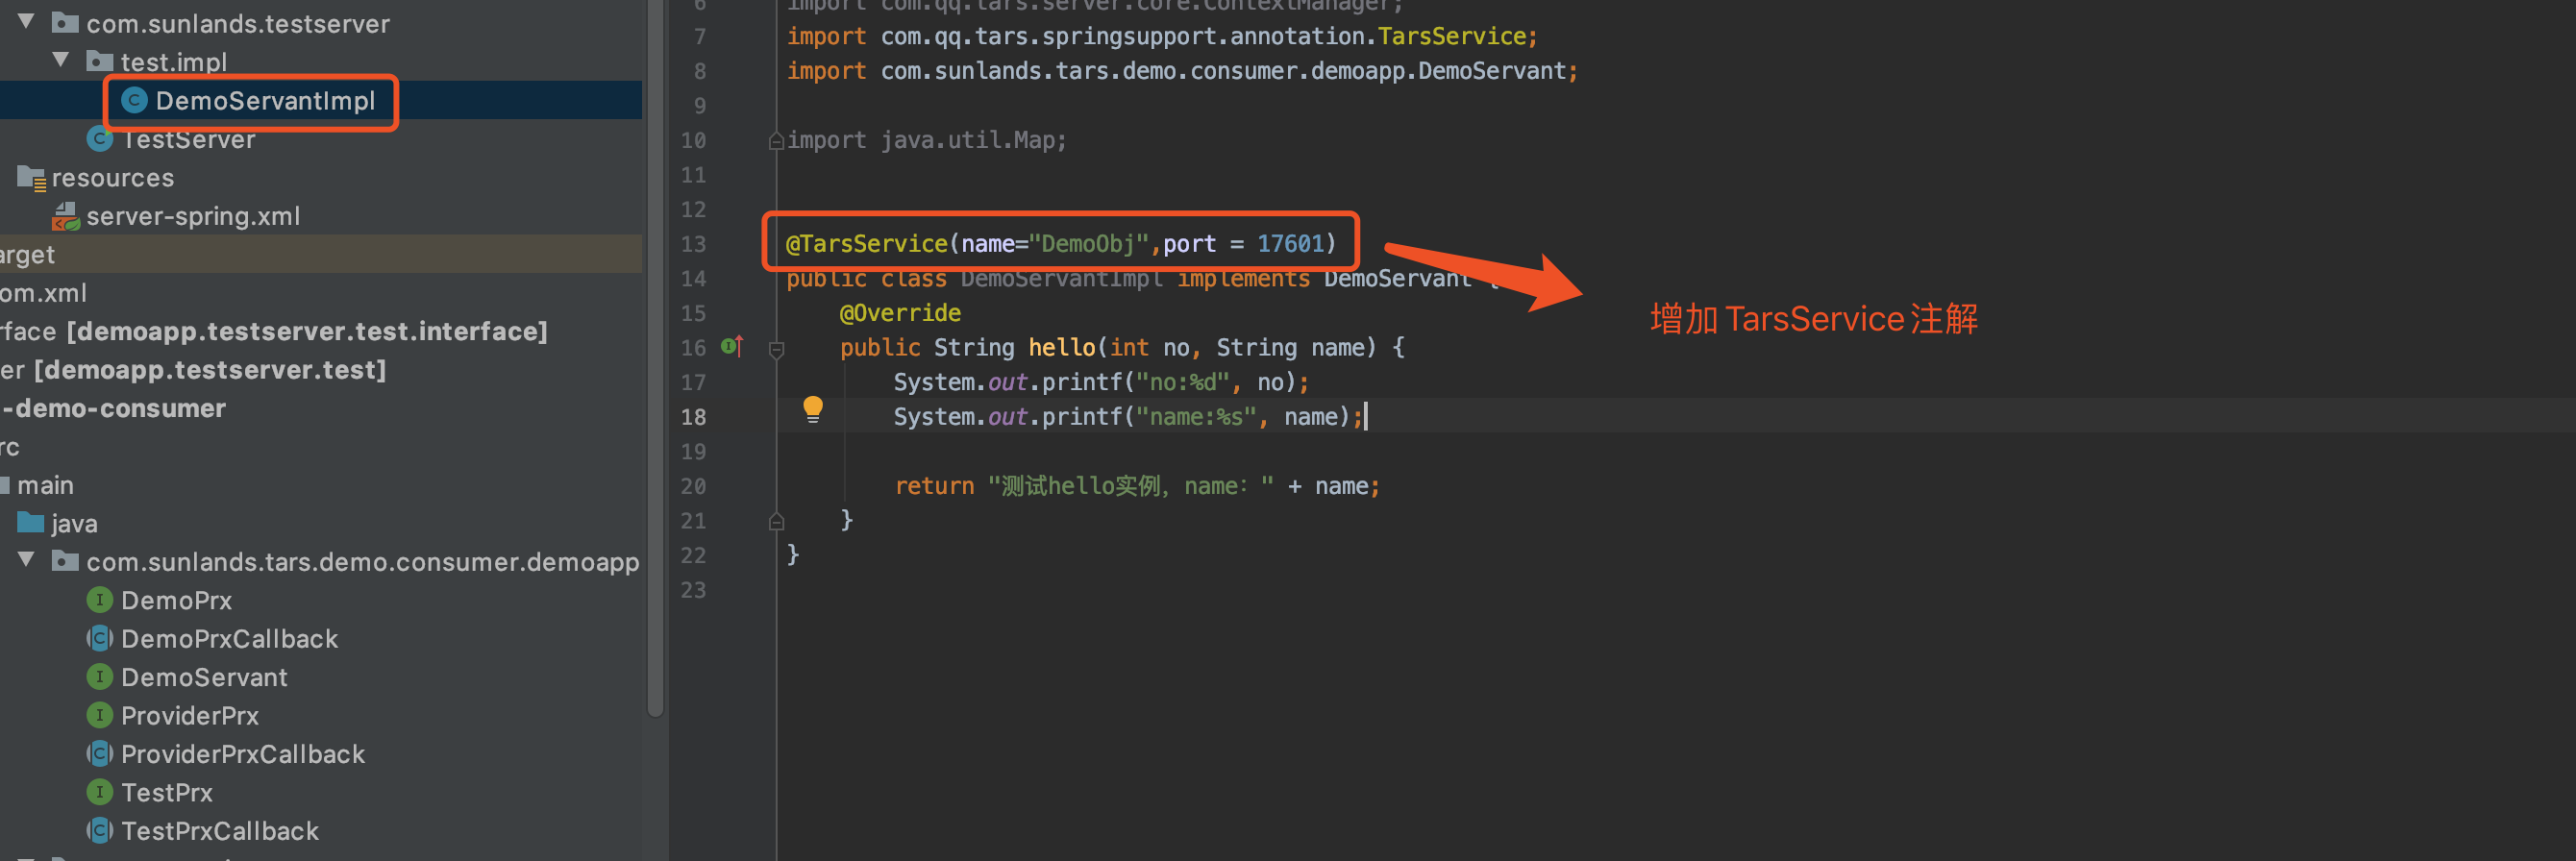 com.sunlands.testserver
test.impl
DemoServantImpl
TestServer
resources
server-spring.xml
arget
om.xml
rface [demoapp.testserver.test.interface]
er [demoapp.testserver.test]
-demo-consumer
rc
main
java
com.sunlands.tars.demo.consumer.demoapp
DemoPrx
DemoPrxCallback
DemoServant
ProviderPrx
ProviderPrxCallback
TestPrx
TestPrxCallback
6 import com.qq.tars.server.core.ContextManager;
7 import com.qq.tars.springsupport.annotation.TarsService;
8 import com.sunlands.tars.demo.consumer.demoapp.DemoServant;
9
10 import java.util.Map;
11
12
13 @TarsService(name="DemoObj",port = 17601)
14 public class DemoServantImpl implements DemoServant {
15 @Override
16 public String hello(int no, String name) {
17 System.out.printf("no:%d", no);
18 System.out.printf("name:%s", name);
19
20 return "测试hello实例，name：" + name;
21 }
22 }
23
增加 TarsService 注解